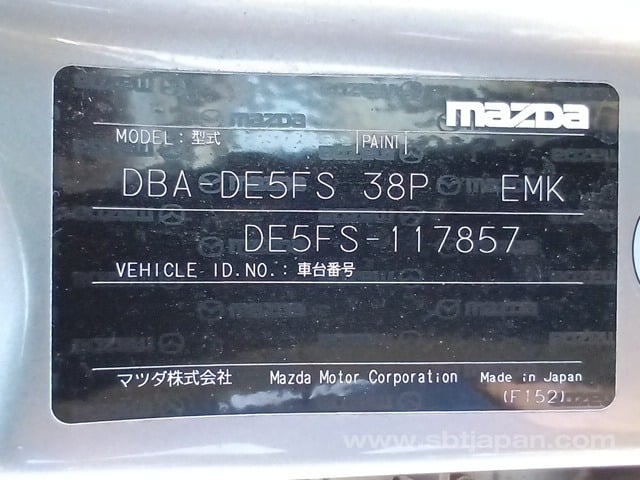 mazda
MODEL: 型式 PAINT
DBA-DE5FS 38P EMK
DE5FS-117857
VEHICLE ID.NO.: 車台番号
マツダ株式会社 Mazda Motor Corporation Made in Japan
(F152)
www.sbtjapan.com